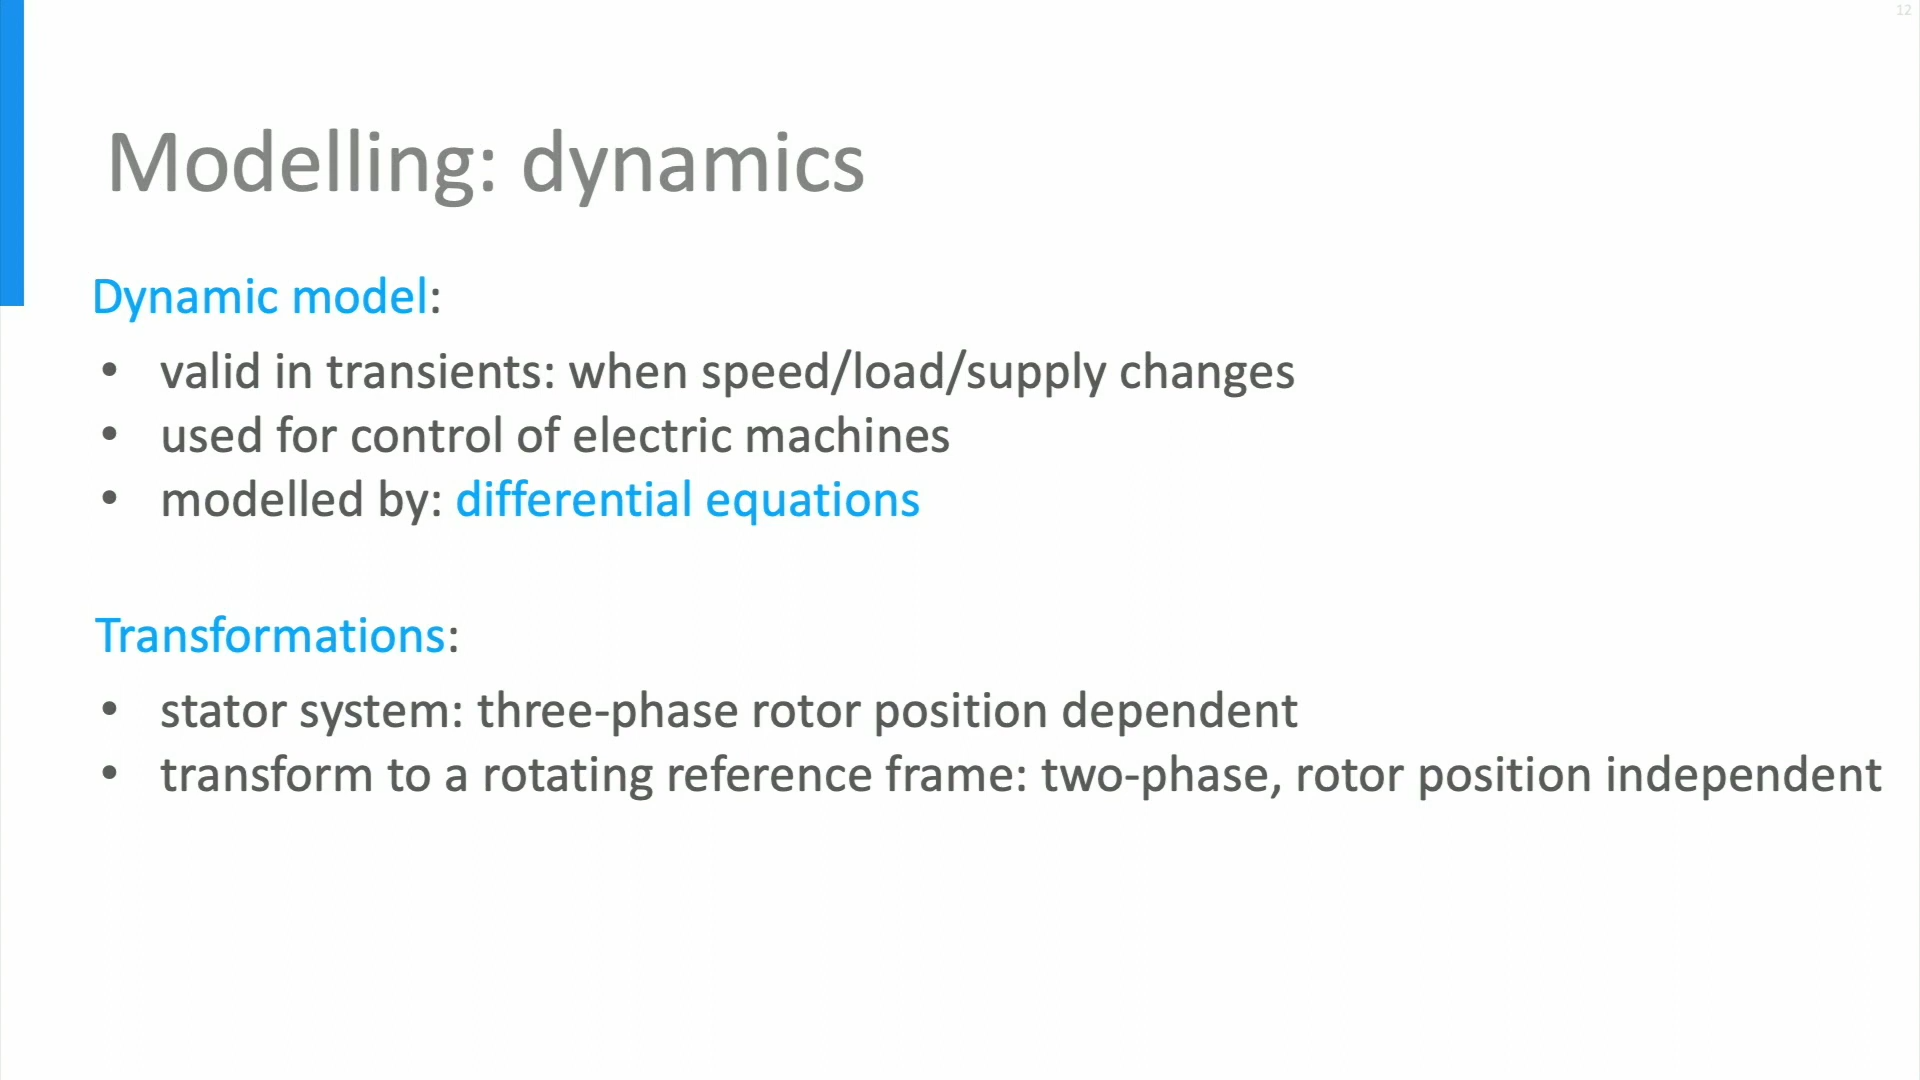 12
Modelling: dynamics
Dynamic model:
• valid in transients: when speed/load/supply changes
• used for control of electric machines
• modelled by: differential equations
Transformations:
• stator system: three-phase rotor position dependent
• transform to a rotating reference frame: two-phase, rotor position independent